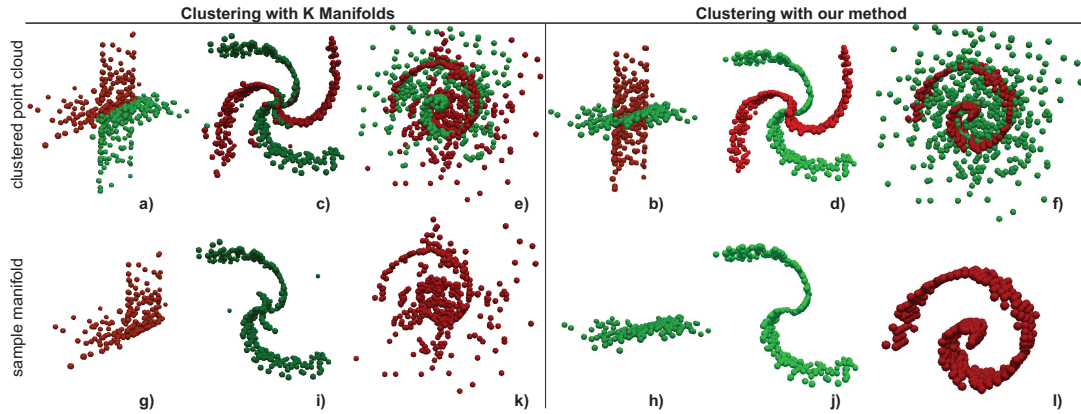 Clustering with K Manifolds
Clustering with our method
clustered point cloud
a)
c)
e)
b)
d)
f)
sample manifold
g)
i)
k)
h)
j)
l)